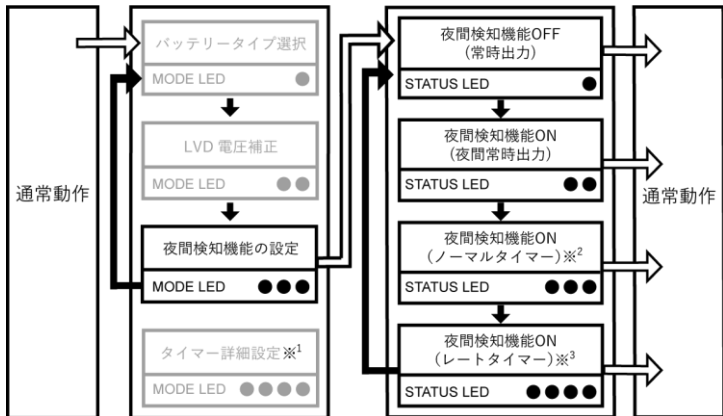 通常動作
バッテリータイプ選択
MODE LED ●
LVD 電圧補正
MODE LED ●●
夜間検知機能の設定
MODE LED ●●●
タイマー詳細設定※1
MODE LED ●●●●
夜間検知機能OFF
(常時出力)
STATUS LED ●
夜間検知機能ON
(夜間常時出力)
STATUS LED ●●
夜間検知機能ON
(ノーマルタイマー)※2
STATUS LED ●●●
夜間検知機能ON
(レートタイマー)※3
STATUS LED ●●●●
通常動作